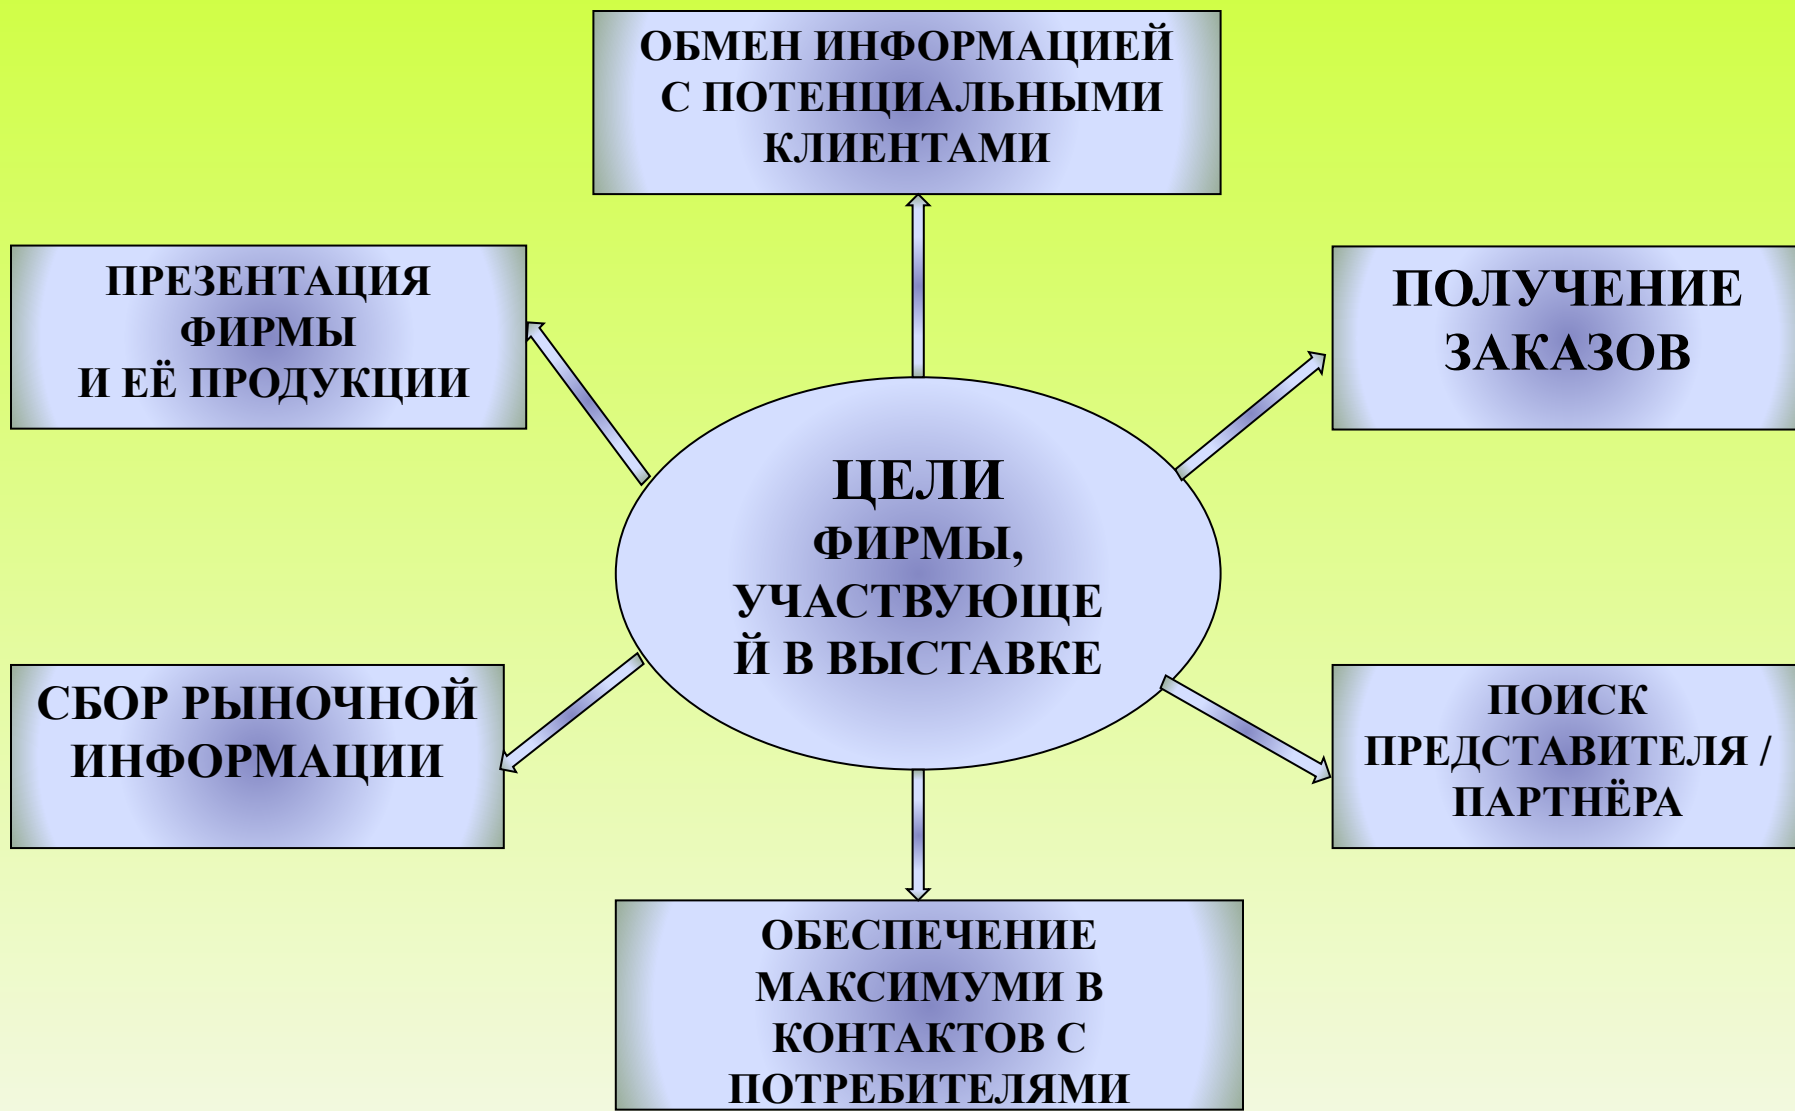 ОБМЕН ИНФОРМАЦИЕЙ
С ПОТЕНЦИАЛЬНЫМИ
КЛИЕНТАМИ
ПРЕЗЕНТАЦИЯ
ФИРМЫ
И ЕЁ ПРОДУКЦИИ
ПОЛУЧЕНИЕ
ЗАКАЗОВ
ЦЕЛИ
ФИРМЫ,
УЧАСТВУЮЩЕ
Й В ВЫСТАВКЕ
СБОР РЫНОЧНОЙ
ИНФОРМАЦИИ
ПОИСК
ПРЕДСТАВИТЕЛЯ /
ПАРТНЁРА
ОБЕСПЕЧЕНИЕ
МАКСИМУМИ В
КОНТАКТОВ С
ПОТРЕБИТЕЛЯМИ